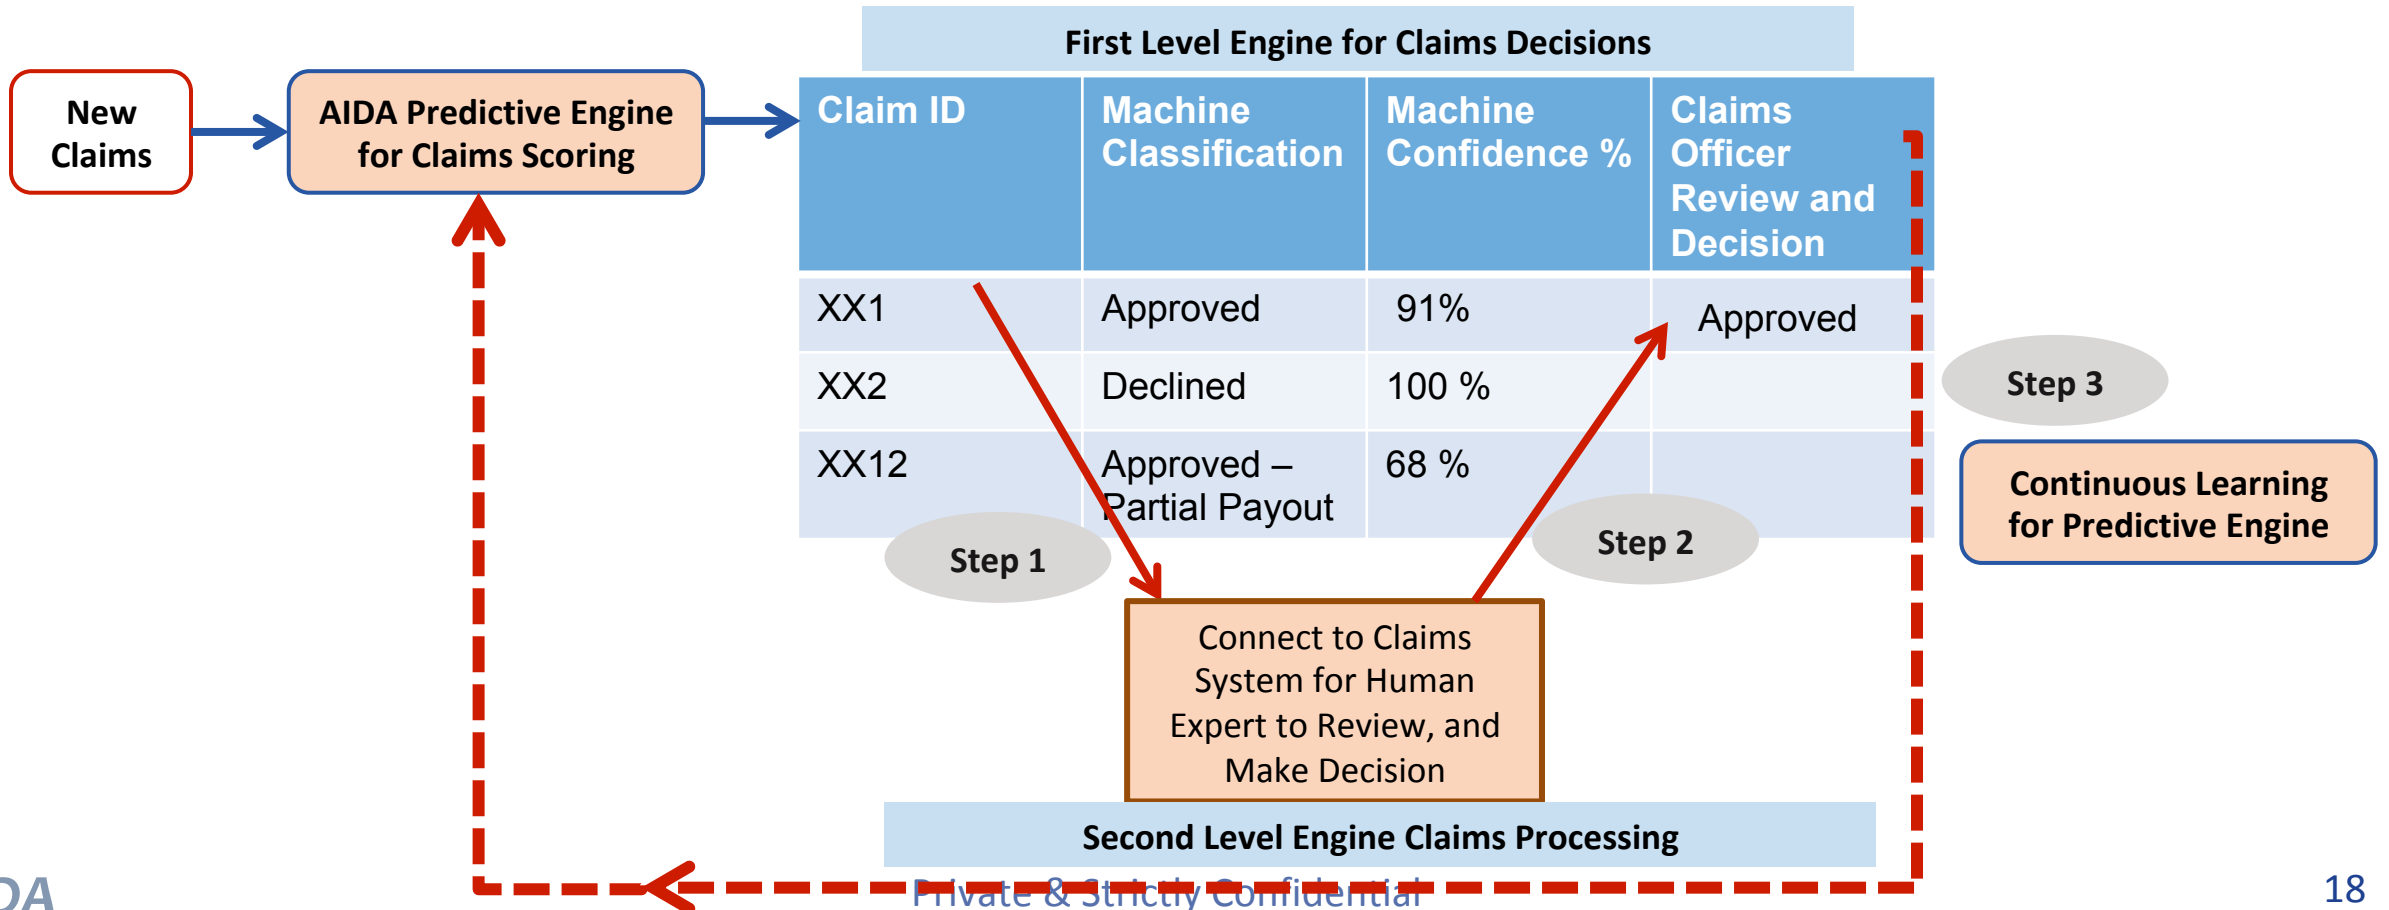 First Level Engine for Claims Decisions
New
Claims
AIDA Predictive Engine
for Claims Scoring
Claim ID
Machine
Classification
Machine
Confidence %
Claims
Officer
Review and
Decision
XX1
Approved
91%
Approved
XX2
Declined
100 %
XX12
Approved –
Partial Payout
68 %
Step 1
Step 2
Step 3
Continuous Learning
for Predictive Engine
Connect to Claims
System for Human
Expert to Review, and
Make Decision
Second Level Engine Claims Processing
Private & Strictly Confidential
18